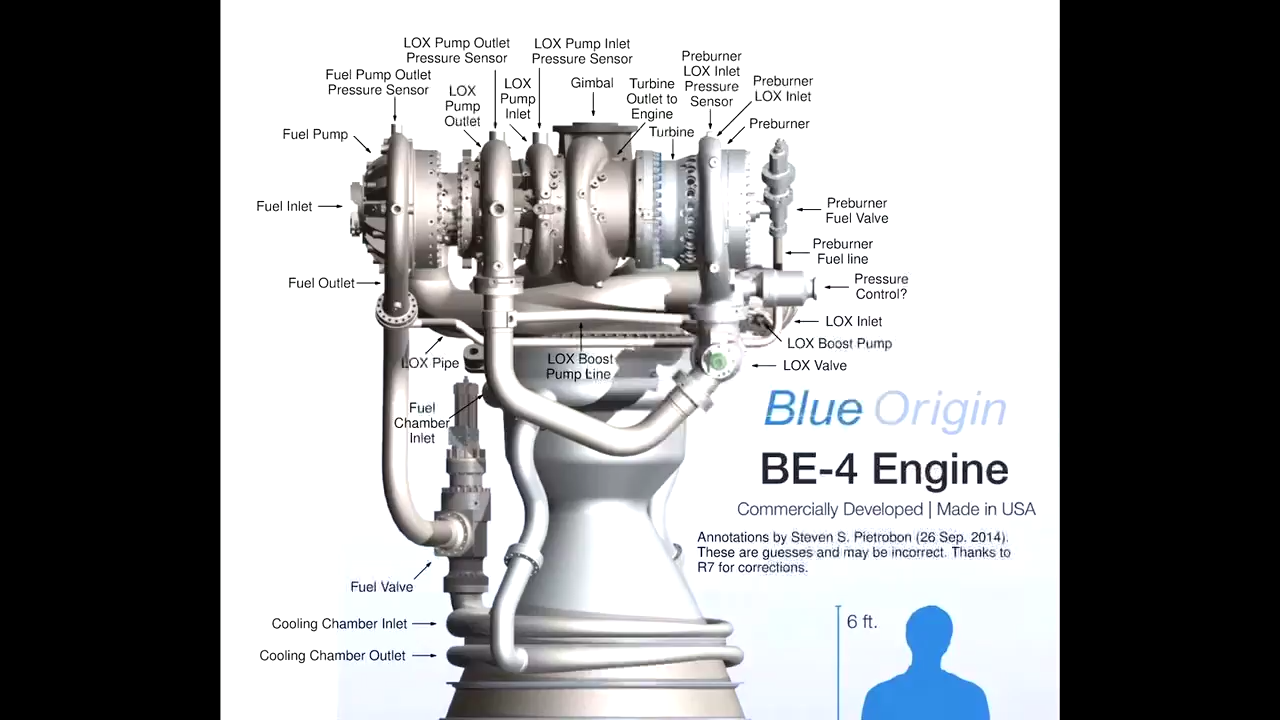 LOX Pump Outlet
Pressure Sensor
LOX Pump Inlet
Pressure Sensor
Fuel Pump Outlet
Pressure Sensor
LOX
Pump
Outlet
LOX
Pump
Inlet
Gimbal
Turbine
Outlet to
Engine
Preburner
LOX Inlet
Pressure
Sensor
Preburner
LOX Inlet
Fuel Pump
Turbine
Preburner
Fuel Inlet
Preburner
Fuel Valve
Preburner
Fuel line
Fuel Outlet
Pressure
Control?
LOX Inlet
LOX Boost Pump
LOX Pipe
LOX Boost
Pump Line
LOX Valve
Fuel
Chamber
Inlet
Blue Origin
BE-4 Engine
Commercially Developed | Made in USA
Annotations by Steven S. Pietrobon (26 Sep. 2014).
These are guesses and may be incorrect. Thanks to
R7 for corrections.
Fuel Valve
Cooling Chamber Inlet
6 ft.
Cooling Chamber Outlet